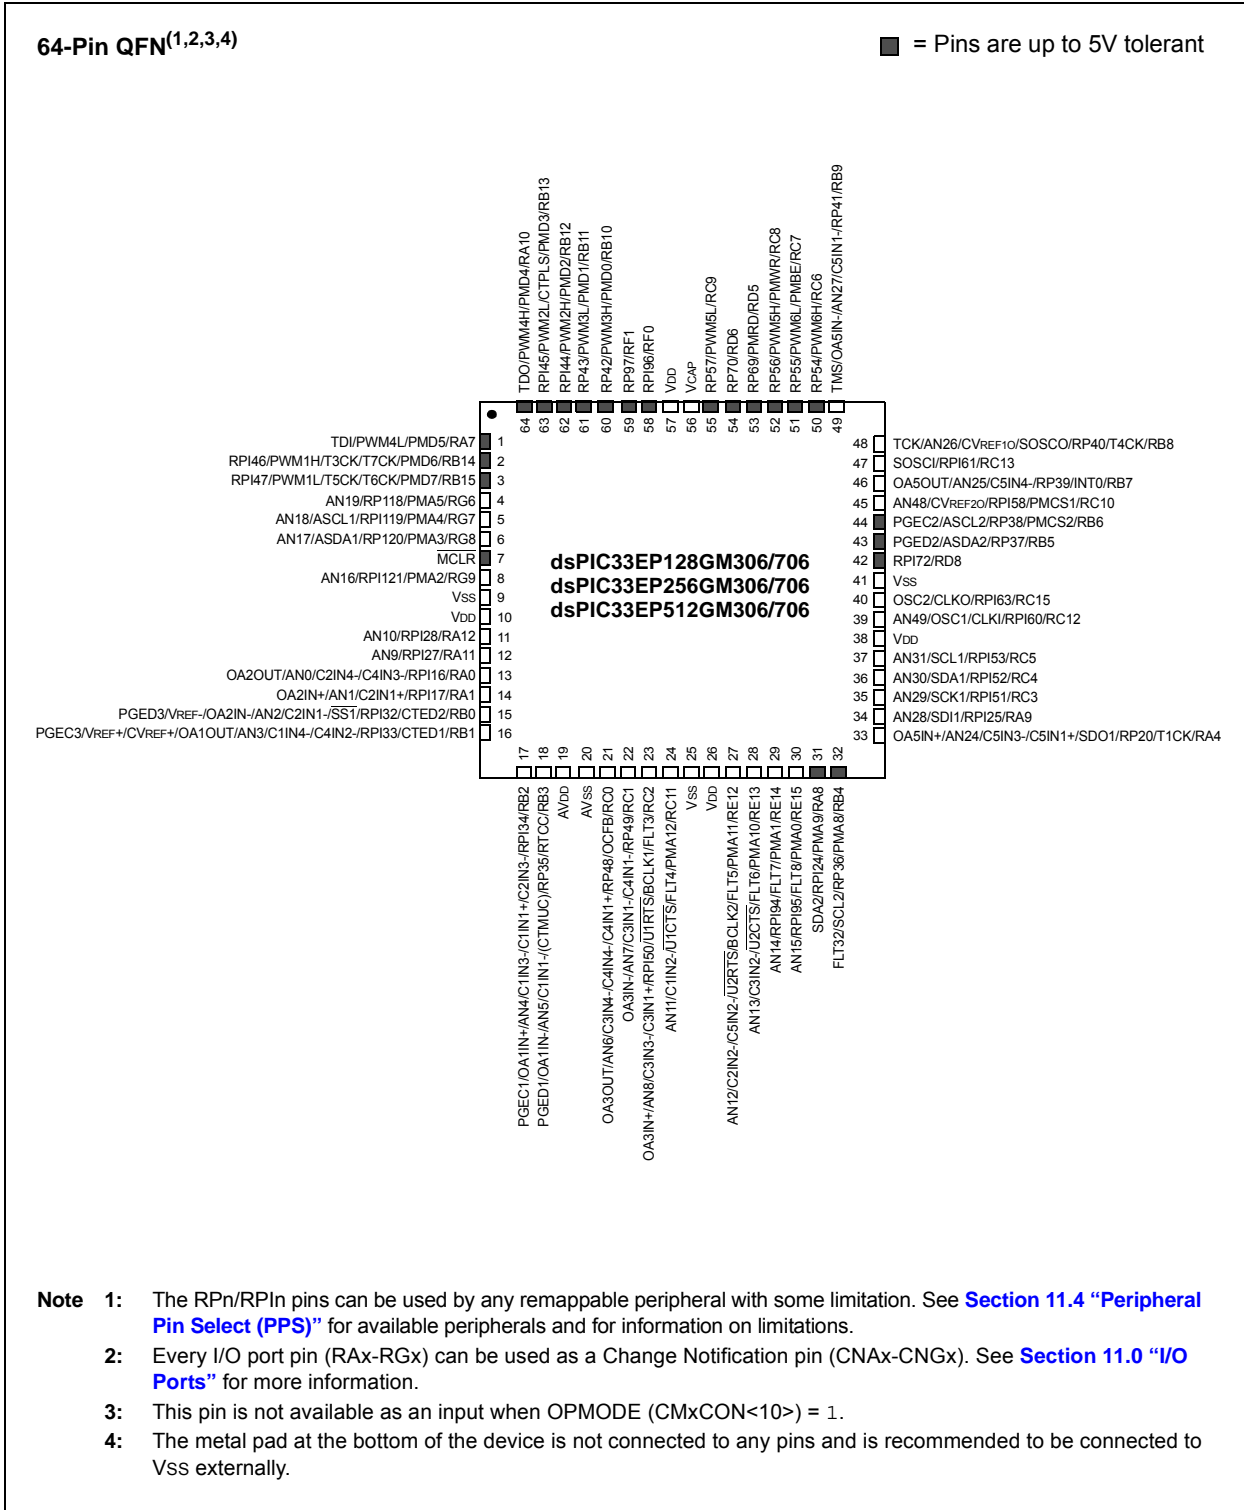 64-Pin QFN(1,2,3,4)
= Pins are up to 5V tolerant
TDO/PWM4H/PMD4/RA10
RPI45/PWM2L/CTPLS/PMD3/RB13
RPI44/PWM2H/PMD2/RB12
RP43/PWM3L/PMD1/RB11
RP42/PWM3H/PMD0/RB10
RP97/RF1
RPI96/RF0
VDD
VCAP
RP57/PWM5L/RC9
RP70/RD6
RP69/PMRD/RD5
RP56/PWM5H/PMWR/RC8
RP55/PWM6L/PMBE/RC7
RP54/PWM6H/RC6
TMS/OA5IN-/AN27/C5IN1-/RP41/RB9
64 63 62 61 60 59 58 57 56 55 54 53 52 51 50 49
TDI/PWM4L/PMD5/RA7 1
RPI46/PWM1H/T3CK/T7CK/PMD6/RB14 2
RPI47/PWM1L/T5CK/T6CK/PMD7/RB15 3
AN19/RP118/PMA5/RG6 4
AN18/ASCL1/RPI119/PMA4/RG7 5
AN17/ASDA1/RP120/PMA3/RG8 6
MCLR 7
AN16/RPI121/PMA2/RG9 8
VSS 9
VDD 10
AN10/RPI28/RA12 11
AN9/RPI27/RA11 12
OA2OUT/AN0/C2IN4-/C4IN3-/RPI16/RA0 13
OA2IN+/AN1/C2IN1+/RPI17/RA1 14
PGED3/VREF-/OA2IN-/AN2/C2IN1-/SS1/RPI32/CTED2/RB0 15
PGEC3/VREF+/CVREF+/OA1OUT/AN3/C1IN4-/C4IN2-/RPI33/CTED1/RB1 16
dsPIC33EP128GM306/706
dsPIC33EP256GM306/706
dsPIC33EP512GM306/706
48 TCK/AN26/CVREF1O/SOSCO/RP40/T4CK/RB8
47 SOSCI/RPI61/RC13
46 OA5OUT/AN25/C5IN4-/RP39/INT0/RB7
45 AN48/CVREF2O/RPI58/PMCS1/RC10
44 PGEC2/ASCL2/RP38/PMCS2/RB6
43 PGED2/ASDA2/RP37/RB5
42 RPI72/RD8
41 VSS
40 OSC2/CLKO/RPI63/RC15
39 AN49/OSC1/CLKI/RPI60/RC12
38 VDD
37 AN31/SCL1/RPI53/RC5
36 AN30/SDA1/RPI52/RC4
35 AN29/SCK1/RPI51/RC3
34 AN28/SDI1/RPI25/RA9
33 OA5IN+/AN24/C5IN3-/C5IN1+/SDO1/RP20/T1CK/RA4
17 18 19 20 21 22 23 24 25 26 27 28 29 30 31 32
PGEC1/OA1IN+/AN4/C1IN3-/C1IN1+/C2IN3-/RPI34/RB2
PGED1/OA1IN-/AN5/C1IN1-/(CTMUC)/RP35/RTCC/RB3
AVDD
AVSS
OA3OUT/AN6/C3IN4-/C4IN4-/C4IN1+/RP48/OCFB/RC0
OA3IN-/AN7/C3IN1-/C4IN1-/RP49/RC1
OA3IN+/AN8/C3IN3-/C3IN1+/RPI50/U1RTS/BCLK1/FLT3/RC2
AN11/C1IN2-/U1CTS/FLT4/PMA12/RC11
VSS
VDD
AN12/C2IN2-/C5IN2-/U2RTS/BCLK2/FLT5/PMA11/RE12
AN13/C3IN2-/U2CTS/FLT6/PMA10/RE13
AN14/RPI94/FLT7/PMA1/RE14
AN15/RPI95/FLT8/PMA0/RE15
SDA2/RPI24/PMA9/RA8
FLT32/SCL2/RP36/PMA8/RB4
Note 1: The RPn/RPIn pins can be used by any remappable peripheral with some limitation. See Section 11.4 “Peripheral
Pin Select (PPS)” for available peripherals and for information on limitations.
2: Every I/O port pin (RAx-RGx) can be used as a Change Notification pin (CNAx-CNGx). See Section 11.0 “I/O
Ports” for more information.
3: This pin is not available as an input when OPMODE (CMxCON<10>) = 1.
4: The metal pad at the bottom of the device is not connected to any pins and is recommended to be connected to
VSS externally.